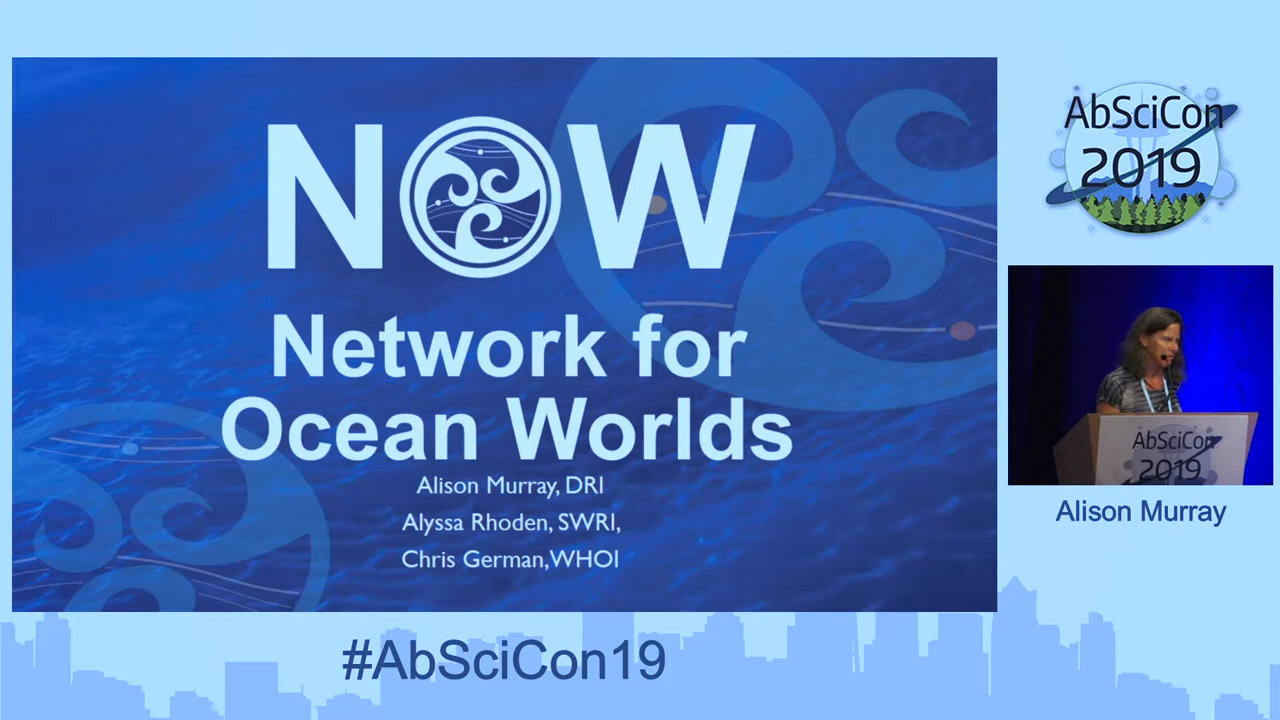 NOW
Network for
Ocean Worlds
Alison Murray, DRI
Alyssa Rhoden, SWRI,
Chris German,WHOI
#AbSciCon19
AbSciCon
2019
AbSciCon
2019
Alison Murray